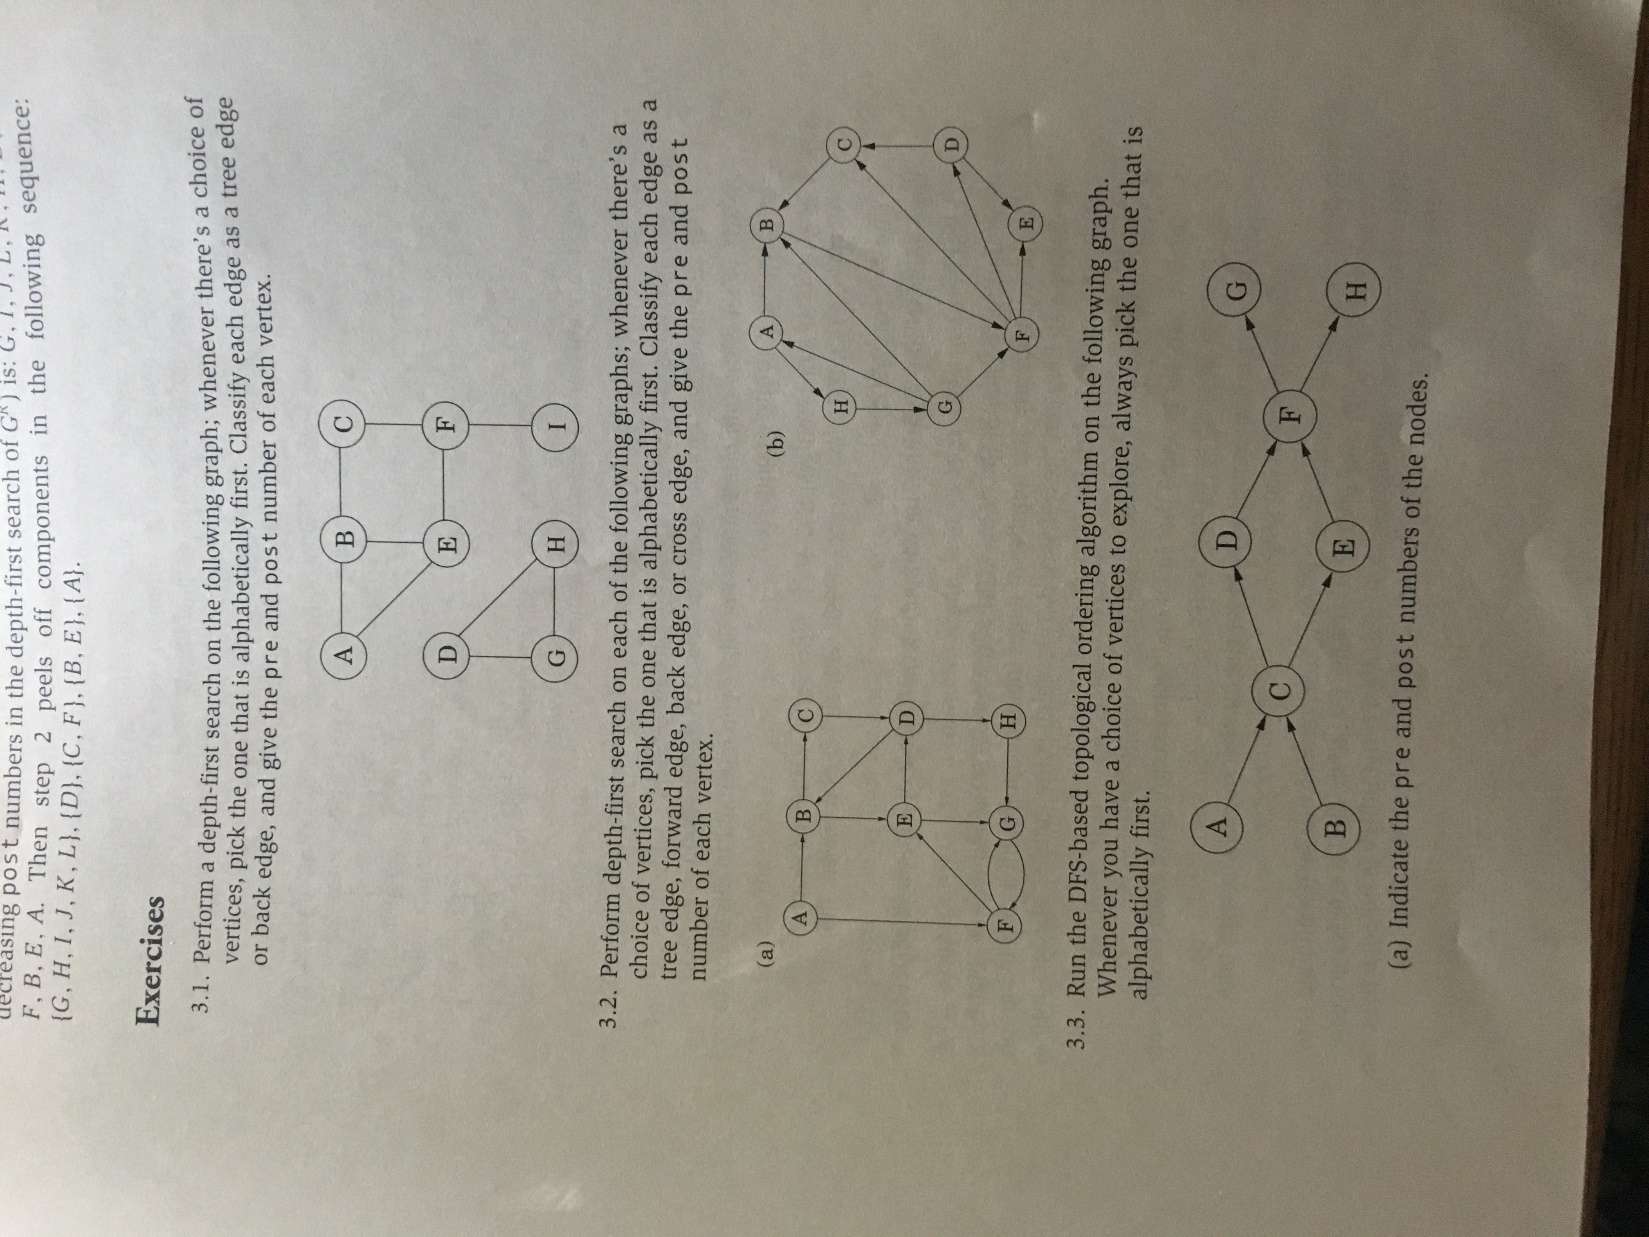 decreasing post numbers in the depth-first search of G^R) is: G, I, J, L, K, H,
F, B, E, A. Then step 2 peels off components in the following sequence:
{G, H, I, J, K, L}, {D}, {C, F}, {B, E}, {A}.
Exercises
3.1. Perform a depth-first search on the following graph; whenever there's a choice of
vertices, pick the one that is alphabetically first. Classify each edge as a tree edge
or back edge, and give the pre and post number of each vertex.
A B C
D E F
G H I
3.2. Perform depth-first search on each of the following graphs; whenever there's a
choice of vertices, pick the one that is alphabetically first. Classify each edge as a
tree edge, forward edge, back edge, or cross edge, and give the pre and post
number of each vertex.
(a)
A B C
E D
F G H
(b)
A B
H C
G D
F E
3.3. Run the DFS-based topological ordering algorithm on the following graph.
Whenever you have a choice of vertices to explore, always pick the one that is
alphabetically first.
A D G
C F
B E H
(a) Indicate the pre and post numbers of the nodes.